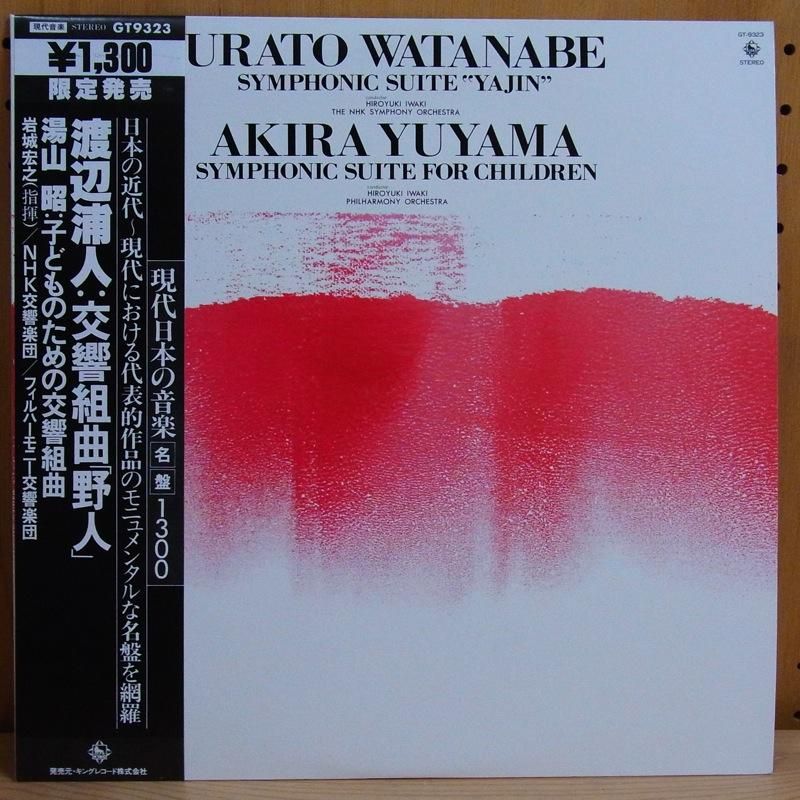 現代音楽 STEREO GT9323
¥1,300
限定発売
現代日本の音楽 名盤 1300
日本の近代〜現代における代表的作品のモニュメンタルな名盤を網羅
渡辺浦人:交響組曲「野人」
湯山 昭:子どものための交響組曲
岩城宏之(指揮)/NHK交響楽団/フィルハーモニー交響楽団
発売元・キングレコード株式会社
URATO WATANABE
SYMPHONIC SUITE “YAJIN”
conductor
HIROYUKI IWAKI
THE NHK SYMPHONY ORCHESTRA
AKIRA YUYAMA
SYMPHONIC SUITE FOR CHILDREN
conductor
HIROYUKI IWAKI
PHILHARMONY ORCHESTRA
GT-9323
STEREO